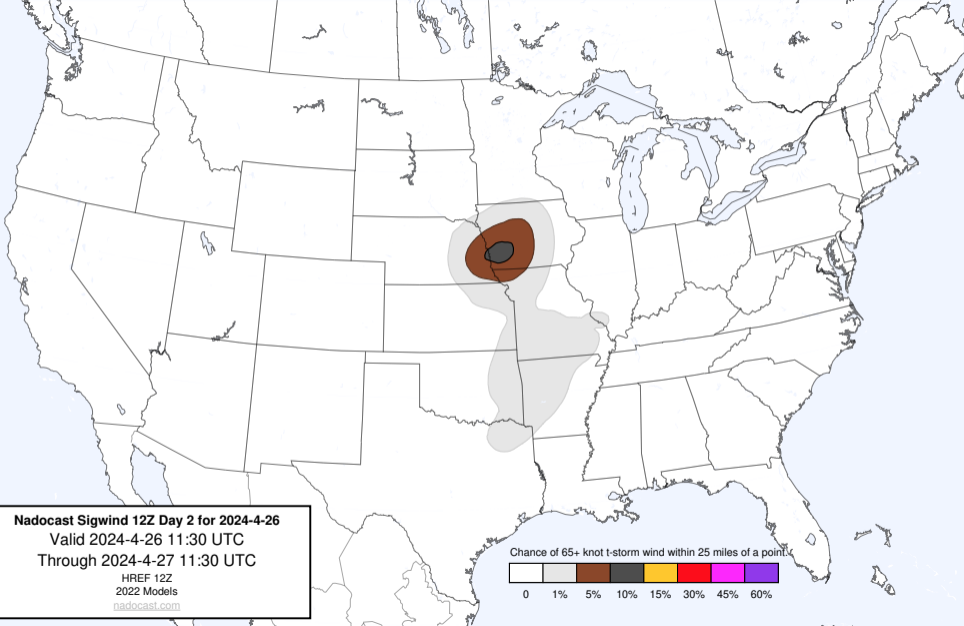 Nadocast Sigwind 12Z Day 2 for 2024-4-26
Valid 2024-4-26 11:30 UTC
Through 2024-4-27 11:30 UTC
HREF 12Z
2022 Models
nadocast.com
Chance of 65+ knot t-storm wind within 25 miles of a point.
0 1% 5% 10% 15% 30% 45% 60%